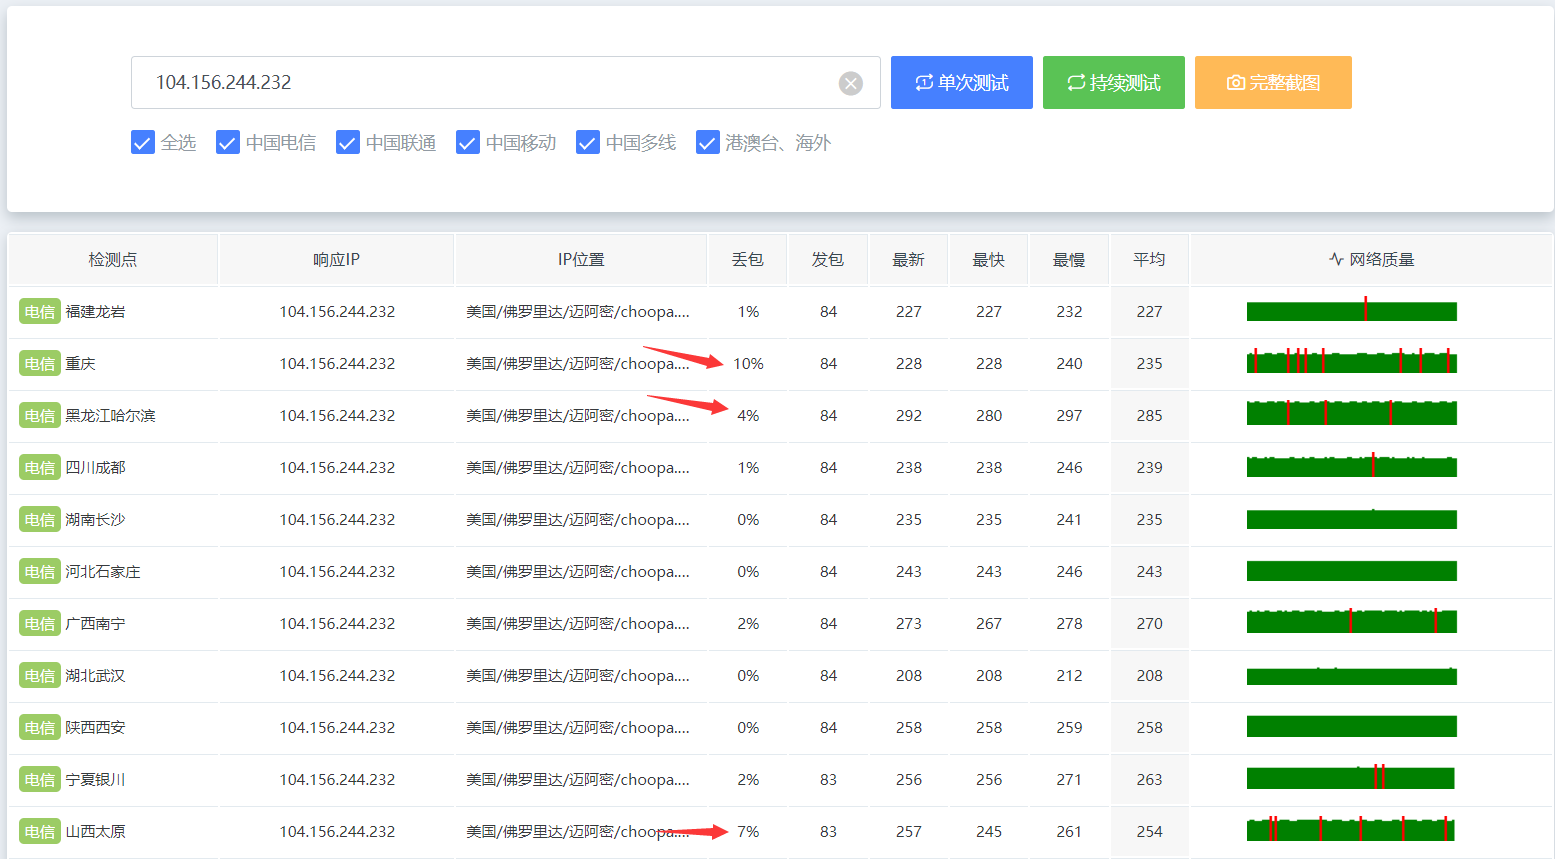 104.156.244.232 单次测试 持续测试 完整截图
全选 中国电信 中国联通 中国移动 中国多线 港澳台、海外
检测点 响应IP IP位置 丢包 发包 最新 最快 最慢 平均 网络质量
电信 福建龙岩 104.156.244.232 美国/佛罗里达/迈阿密/choopa.... 1% 84 227 227 232 227
电信 重庆 104.156.244.232 美国/佛罗里达/迈阿密/choopa.... 10% 84 228 228 240 235
电信 黑龙江哈尔滨 104.156.244.232 美国/佛罗里达/迈阿密/choopa.... 4% 84 292 280 297 285
电信 四川成都 104.156.244.232 美国/佛罗里达/迈阿密/choopa.... 1% 84 238 238 246 239
电信 湖南长沙 104.156.244.232 美国/佛罗里达/迈阿密/choopa.... 0% 84 235 235 241 235
电信 河北石家庄 104.156.244.232 美国/佛罗里达/迈阿密/choopa.... 0% 84 243 243 246 243
电信 广西南宁 104.156.244.232 美国/佛罗里达/迈阿密/choopa.... 2% 84 273 267 278 270
电信 湖北武汉 104.156.244.232 美国/佛罗里达/迈阿密/choopa.... 0% 84 208 208 212 208
电信 陕西西安 104.156.244.232 美国/佛罗里达/迈阿密/choopa.... 0% 84 258 258 259 258
电信 宁夏银川 104.156.244.232 美国/佛罗里达/迈阿密/choopa.... 2% 83 256 256 271 263
电信 山西太原 104.156.244.232 美国/佛罗里达/迈阿密/choopa.... 7% 83 257 245 261 254